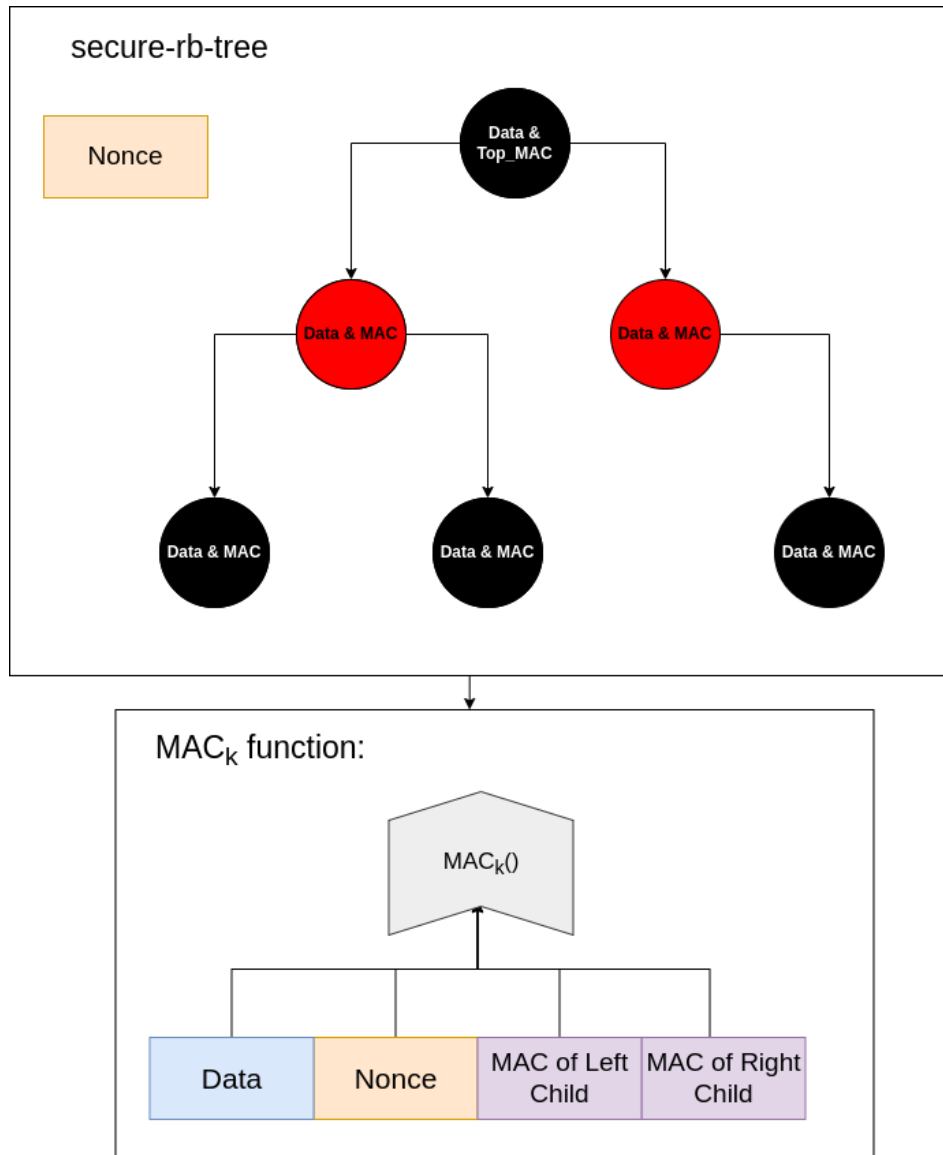 secure-rb-tree
Nonce
Data &
Top_MAC
Data & MAC
Data & MAC
Data & MAC
Data & MAC
Data & MAC
MACk function:
MACk()
Data
Nonce
MAC of Left
Child
MAC of Right
Child